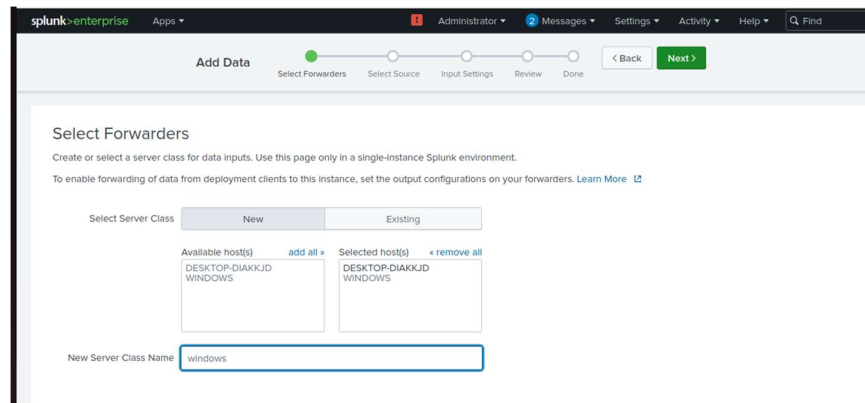 splunk>enterprise Apps ▾ ! Administrator ▾ 2 Messages ▾ Settings ▾ Activity ▾ Help ▾ Find
Add Data
Select Forwarders Select Source Input Settings Review Done
< Back Next >
Select Forwarders
Create or select a server class for data inputs. Use this page only in a single-instance Splunk environment.
To enable forwarding of data from deployment clients to this instance, set the output configurations on your forwarders. Learn More
Select Server Class New Existing
Available host(s) add all » Selected host(s) « remove all
DESKTOP-DIAKKJD DESKTOP-DIAKKJD
WINDOWS WINDOWS
New Server Class Name windows